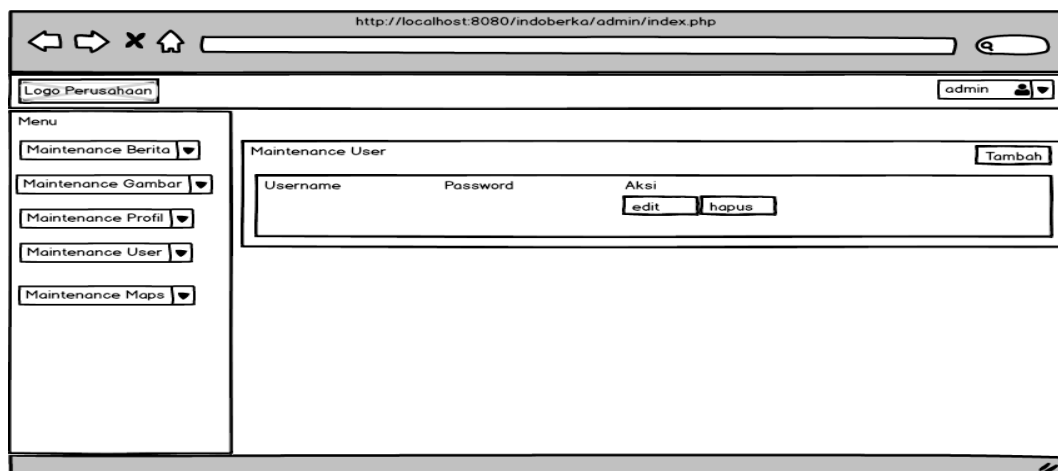 http://localhost:8080/indoberka/admin/index.php
Logo Perusahaan
admin
Menu
Maintenance Berita
Maintenance Gambar
Maintenance Profil
Maintenance User
Maintenance Maps
Maintenance User
Tambah
Username Password Aksi
edit hapus